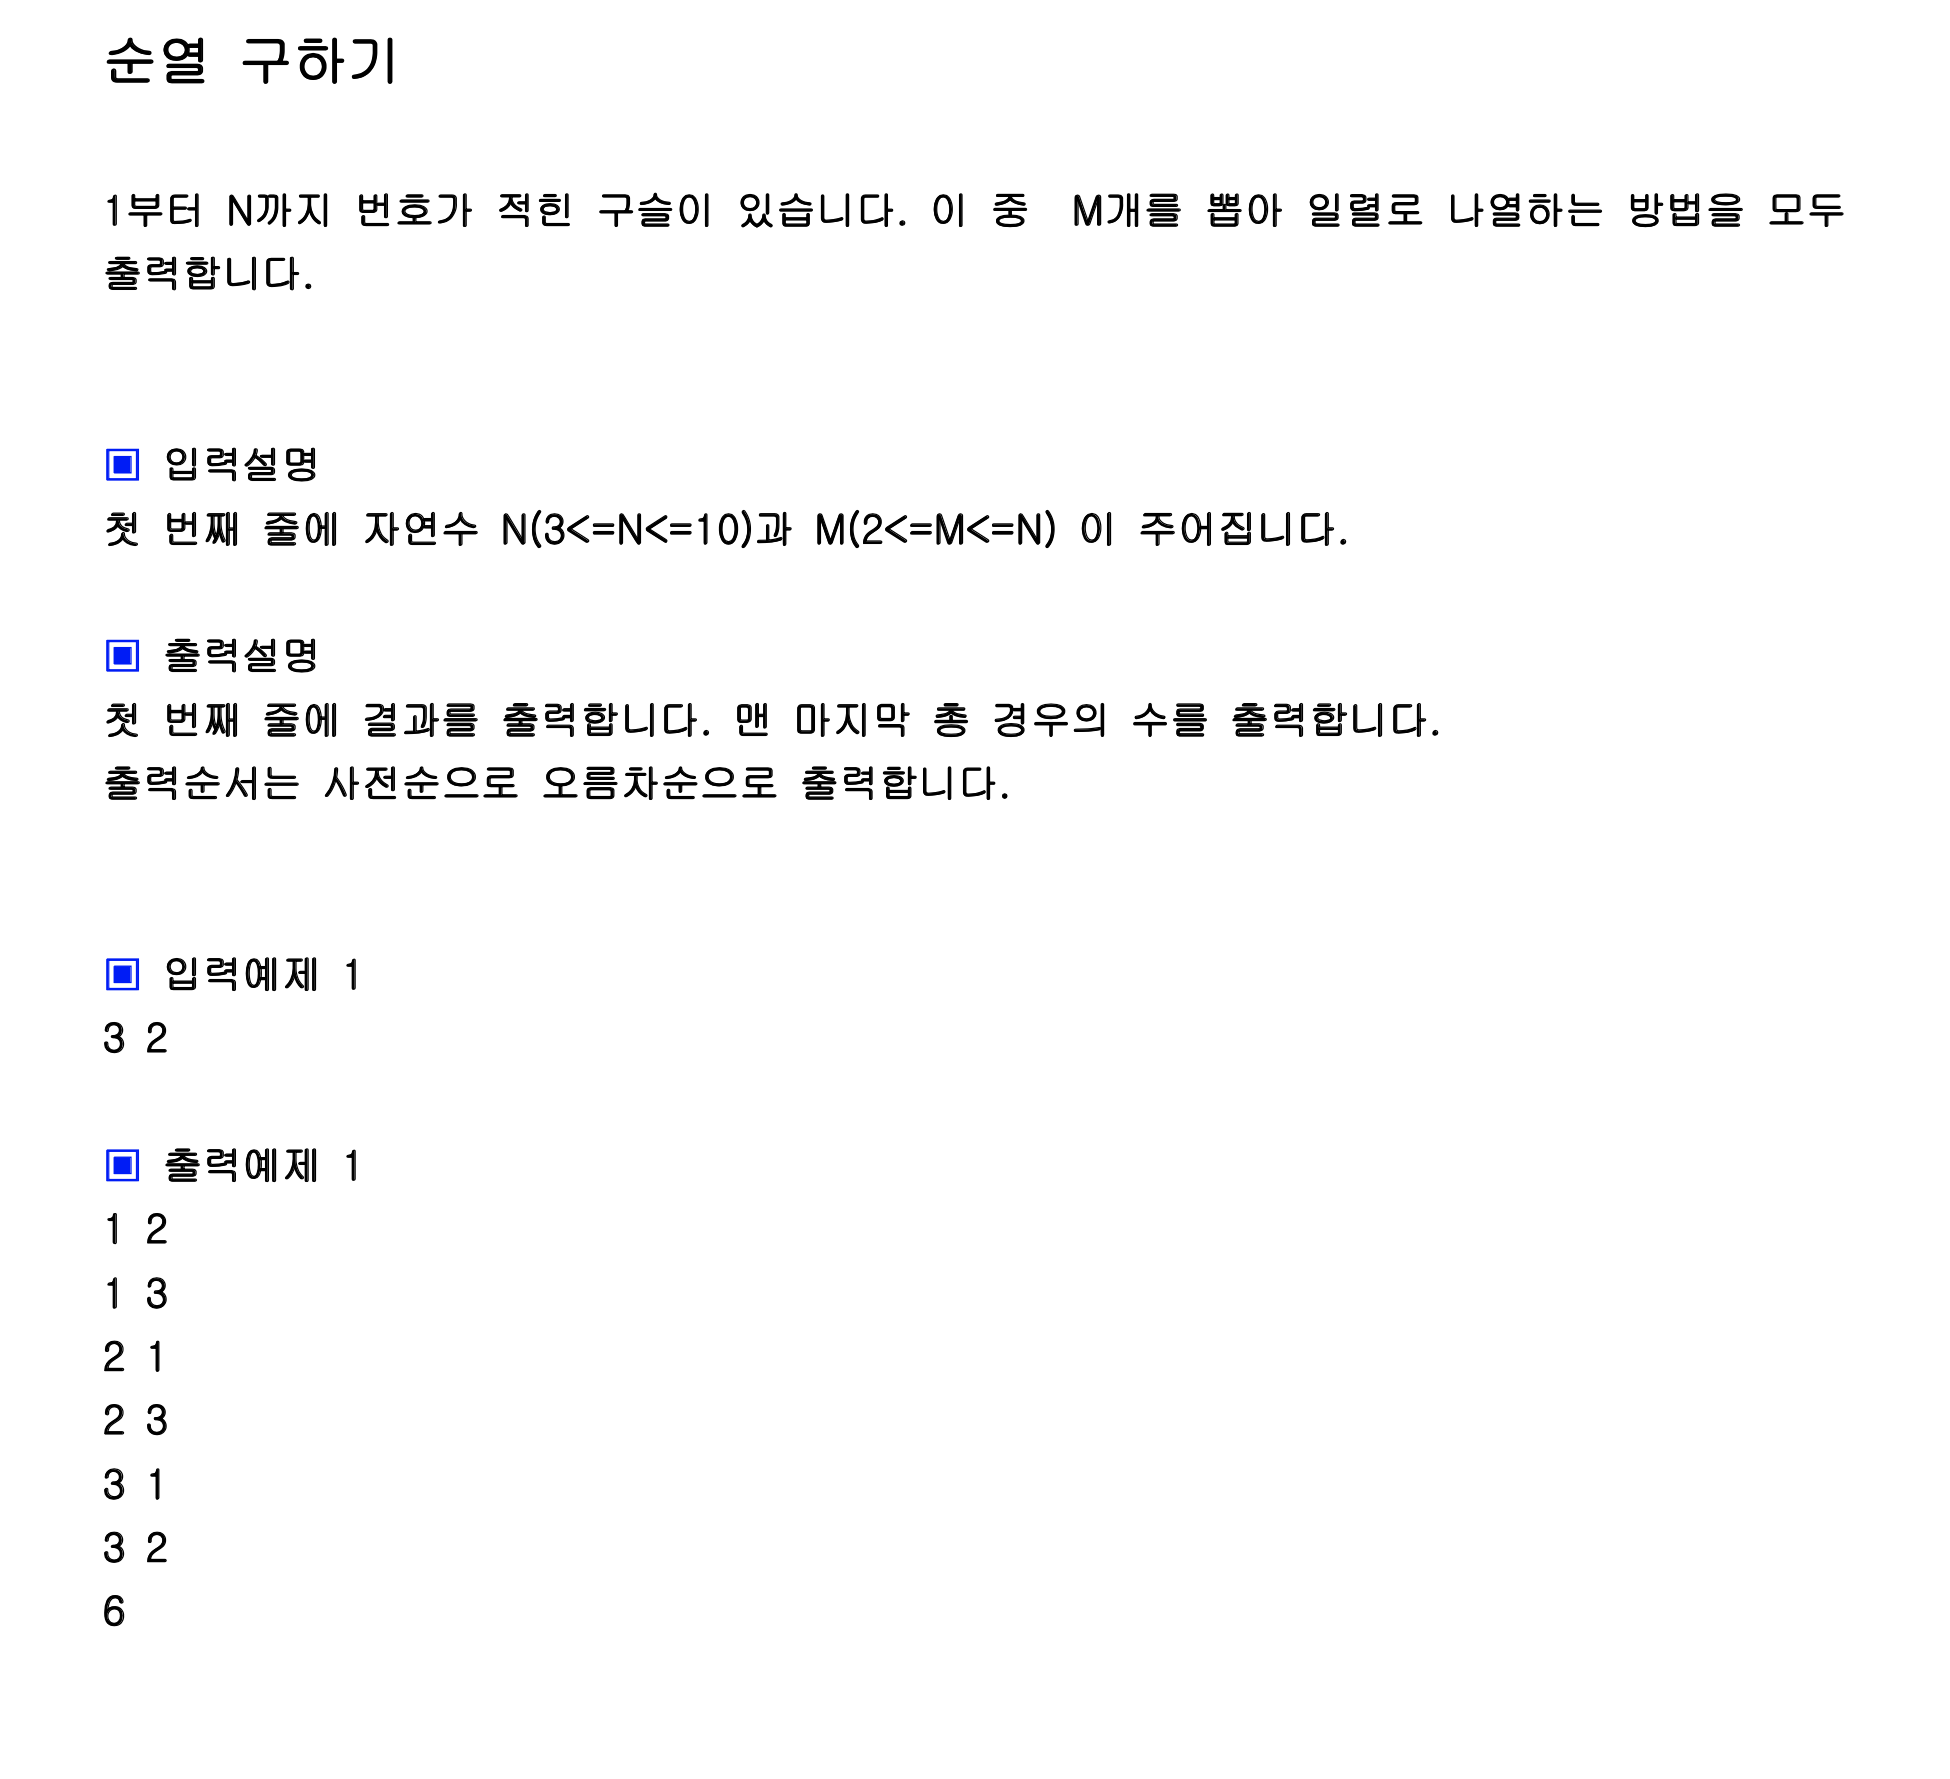 순열 구하기
1부터 N까지 번호가 적힌 구슬이 있습니다. 이 중 M개를 뽑아 일렬로 나열하는 방법을 모두
출력합니다.
▣ 입력설명
첫 번째 줄에 자연수 N(3<=N<=10)과 M(2<=M<=N) 이 주어집니다.
▣ 출력설명
첫 번째 줄에 결과를 출력합니다. 맨 마지막 총 경우의 수를 출력합니다.
출력순서는 사전순으로 오름차순으로 출력합니다.
▣ 입력예제 1
3 2
▣ 출력예제 1
1 2
1 3
2 1
2 3
3 1
3 2
6